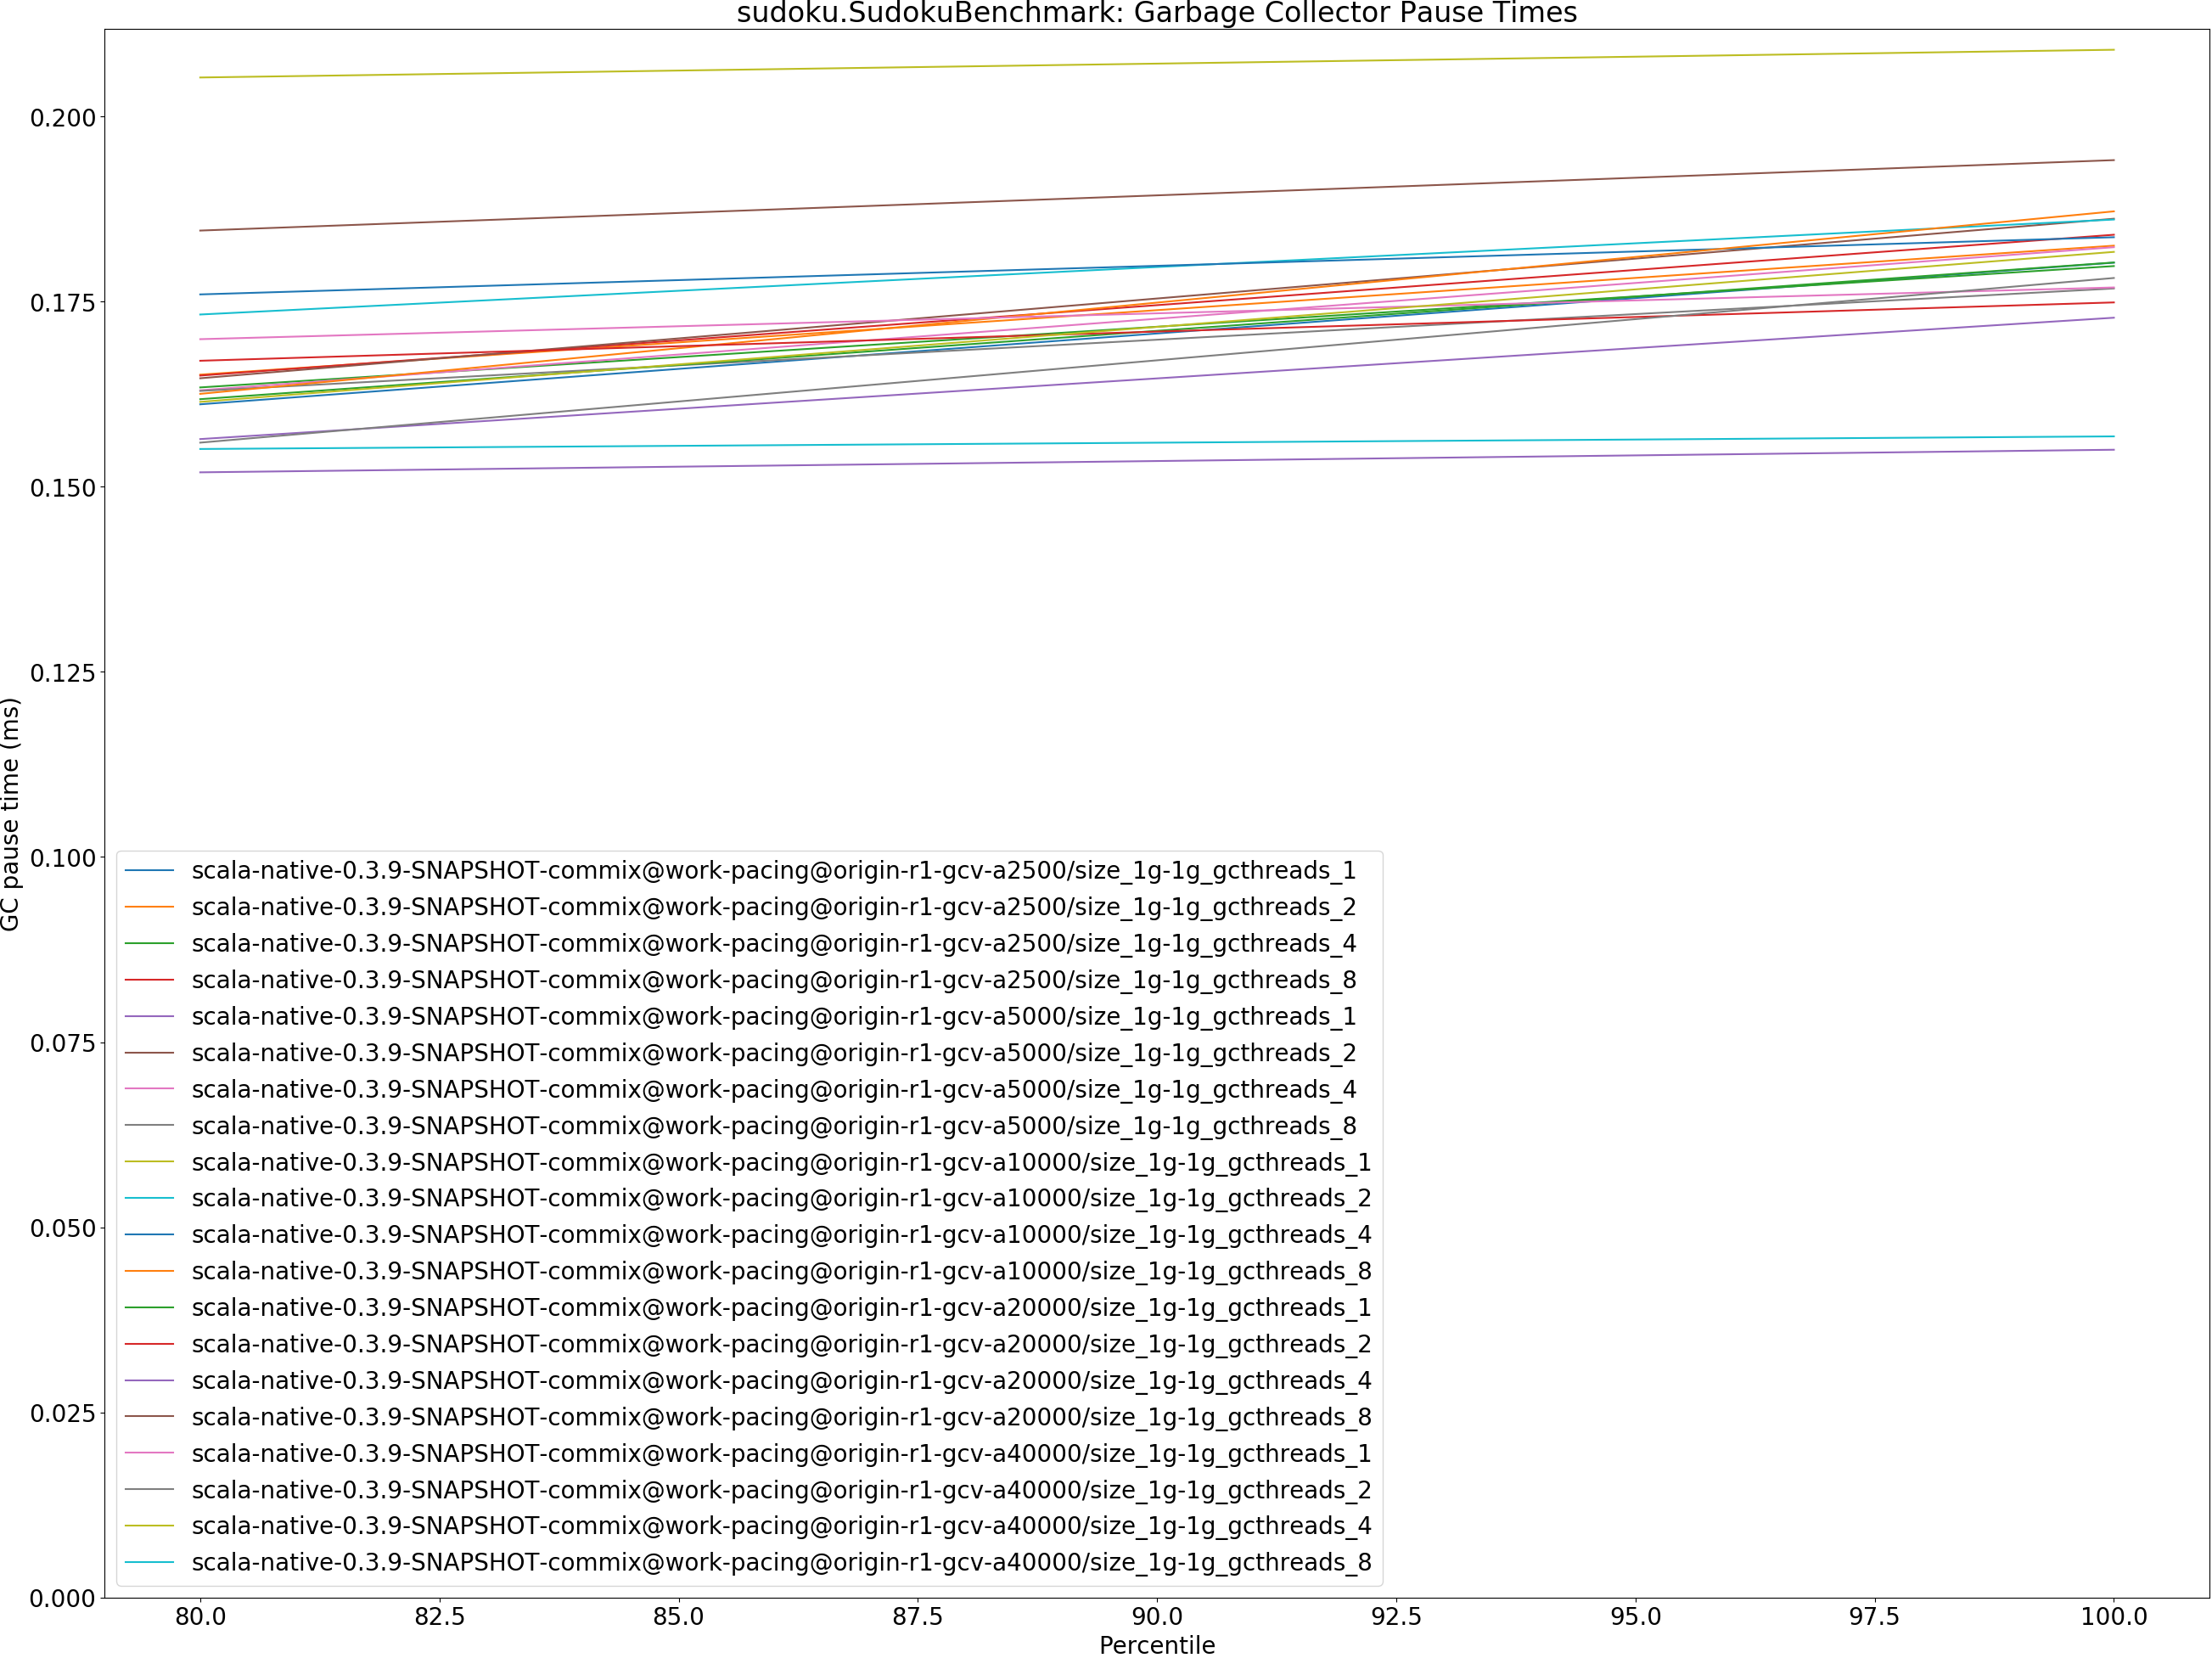 sudoku.SudokuBenchmark: Garbage Collector Pause Times
0.200
0.175
0.150
0.125
0.100
0.075
0.050
0.025
0.000
GC pause time (ms)
scala-native-0.3.9-SNAPSHOT-commix@work-pacing@origin-r1-gcv-a2500/size_1g-1g_gcthreads_1
scala-native-0.3.9-SNAPSHOT-commix@work-pacing@origin-r1-gcv-a2500/size_1g-1g_gcthreads_2
scala-native-0.3.9-SNAPSHOT-commix@work-pacing@origin-r1-gcv-a2500/size_1g-1g_gcthreads_4
scala-native-0.3.9-SNAPSHOT-commix@work-pacing@origin-r1-gcv-a2500/size_1g-1g_gcthreads_8
scala-native-0.3.9-SNAPSHOT-commix@work-pacing@origin-r1-gcv-a5000/size_1g-1g_gcthreads_1
scala-native-0.3.9-SNAPSHOT-commix@work-pacing@origin-r1-gcv-a5000/size_1g-1g_gcthreads_2
scala-native-0.3.9-SNAPSHOT-commix@work-pacing@origin-r1-gcv-a5000/size_1g-1g_gcthreads_4
scala-native-0.3.9-SNAPSHOT-commix@work-pacing@origin-r1-gcv-a5000/size_1g-1g_gcthreads_8
scala-native-0.3.9-SNAPSHOT-commix@work-pacing@origin-r1-gcv-a10000/size_1g-1g_gcthreads_1
scala-native-0.3.9-SNAPSHOT-commix@work-pacing@origin-r1-gcv-a10000/size_1g-1g_gcthreads_2
scala-native-0.3.9-SNAPSHOT-commix@work-pacing@origin-r1-gcv-a10000/size_1g-1g_gcthreads_4
scala-native-0.3.9-SNAPSHOT-commix@work-pacing@origin-r1-gcv-a10000/size_1g-1g_gcthreads_8
scala-native-0.3.9-SNAPSHOT-commix@work-pacing@origin-r1-gcv-a20000/size_1g-1g_gcthreads_1
scala-native-0.3.9-SNAPSHOT-commix@work-pacing@origin-r1-gcv-a20000/size_1g-1g_gcthreads_2
scala-native-0.3.9-SNAPSHOT-commix@work-pacing@origin-r1-gcv-a20000/size_1g-1g_gcthreads_4
scala-native-0.3.9-SNAPSHOT-commix@work-pacing@origin-r1-gcv-a20000/size_1g-1g_gcthreads_8
scala-native-0.3.9-SNAPSHOT-commix@work-pacing@origin-r1-gcv-a40000/size_1g-1g_gcthreads_1
scala-native-0.3.9-SNAPSHOT-commix@work-pacing@origin-r1-gcv-a40000/size_1g-1g_gcthreads_2
scala-native-0.3.9-SNAPSHOT-commix@work-pacing@origin-r1-gcv-a40000/size_1g-1g_gcthreads_4
scala-native-0.3.9-SNAPSHOT-commix@work-pacing@origin-r1-gcv-a40000/size_1g-1g_gcthreads_8
80.0 82.5 85.0 87.5 90.0 92.5 95.0 97.5 100.0
Percentile